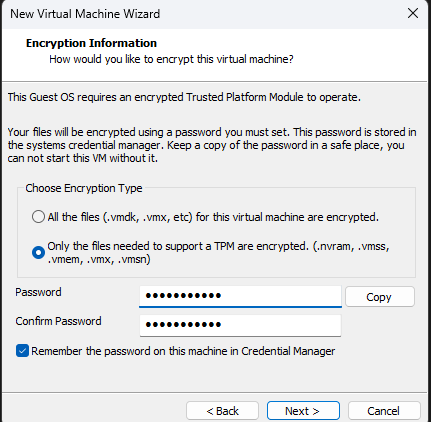 New Virtual Machine Wizard
Encryption Information
How would you like to encrypt this virtual machine?
This Guest OS requires an encrypted Trusted Platform Module to operate.
Your files will be encrypted using a password you must set. This password is stored in
the systems credential manager. Keep a copy of the password in a safe place, you
can not start this VM without it.
Choose Encryption Type
All the files (.vmdk, .vmx, etc) for this virtual machine are encrypted.
Only the files needed to support a TPM are encrypted. (.nvram, .vmss,
.vmem, .vmx, .vmsn)
Password ●●●●●●●●●●● Copy
Confirm Password ●●●●●●●●●●●
Remember the password on this machine in Credential Manager
< Back Next > Cancel